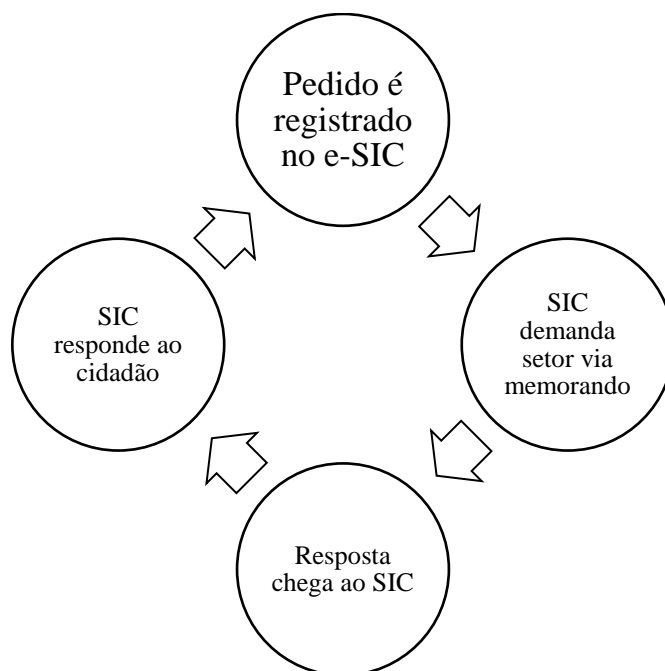 Pedido é
registrado
no e-SIC
SIC
demanda
setor via
memorando
Resposta
chega ao SIC
SIC
responde ao
cidadão